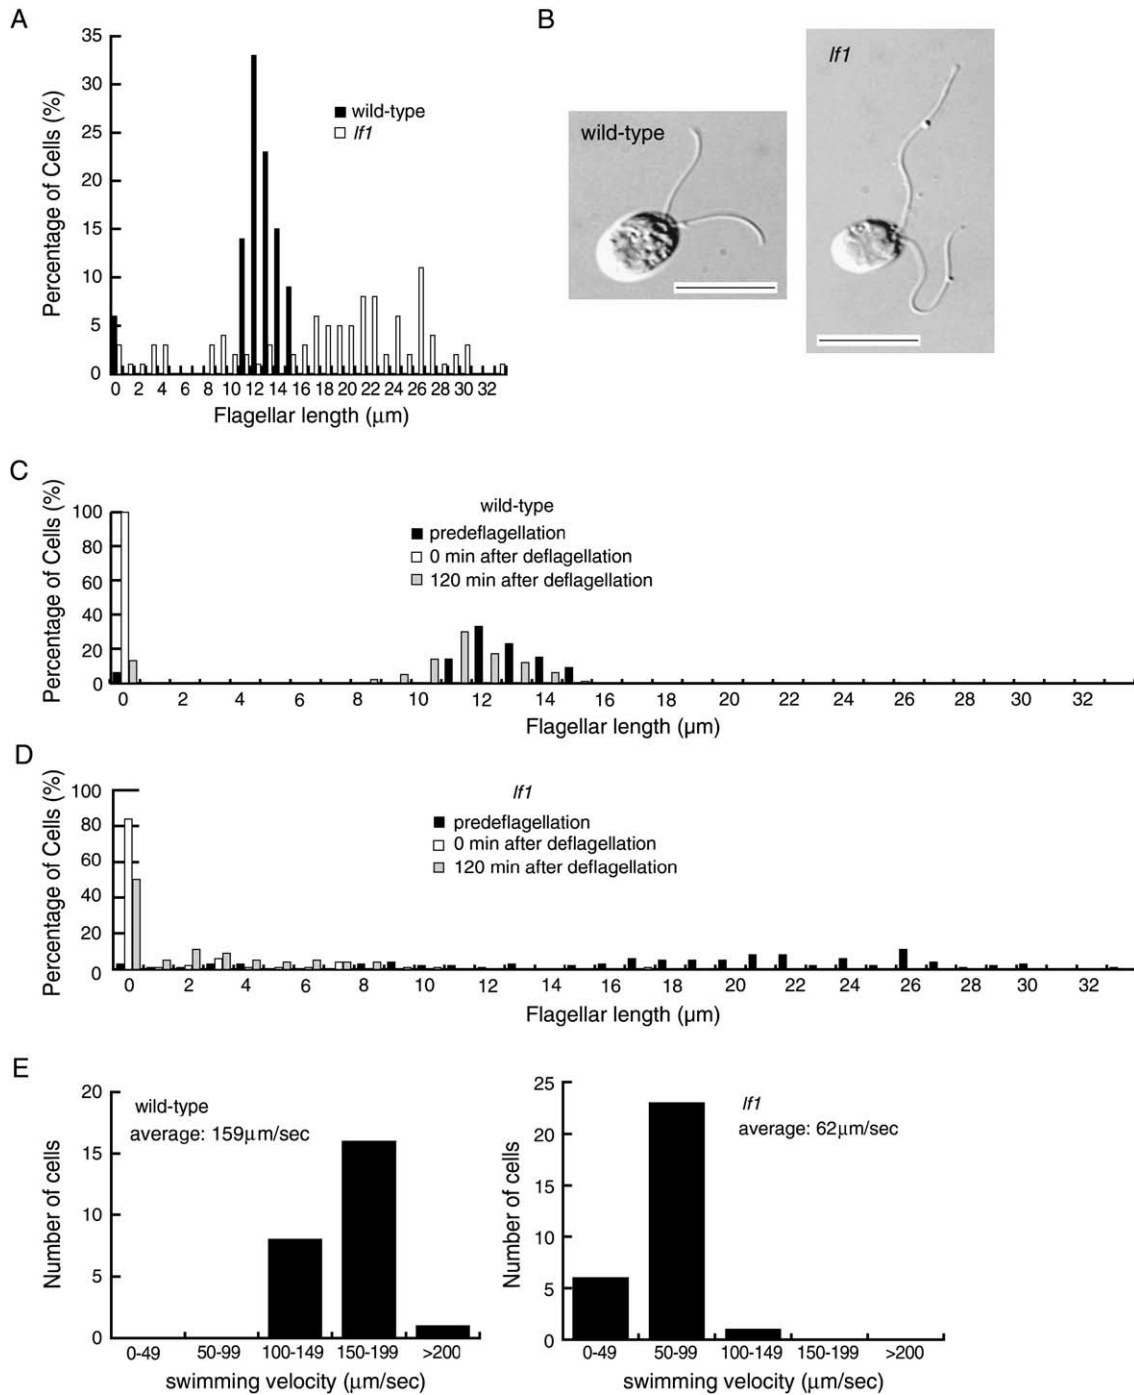 A
Percentage of Cells (%)
35
30
25
20
15
10
5
0
wild-type
lf1
0 2 4 6 8 10 12 14 16 18 20 22 24 26 28 30 32
Flagellar length (μm)
B
wild-type
lf1
C
Percentage of Cells (%)
100
80
60
40
20
0
wild-type
predeflagellation
0 min after deflagellation
120 min after deflagellation
0 2 4 6 8 10 12 14 16 18 20 22 24 26 28 30 32
Flagellar length (μm)
D
Percentage of Cells (%)
100
80
60
40
20
0
lf1
predeflagellation
0 min after deflagellation
120 min after deflagellation
0 2 4 6 8 10 12 14 16 18 20 22 24 26 28 30 32
Flagellar length (μm)
E
Number of cells
20
15
10
5
0
wild-type
average: 159μm/sec
0-49 50-99 100-149 150-199 >200
swimming velocity (μm/sec)
Number of cells
25
20
15
10
5
0
lf1
average: 62μm/sec
0-49 50-99 100-149 150-199 >200
swimming velocity (μm/sec)